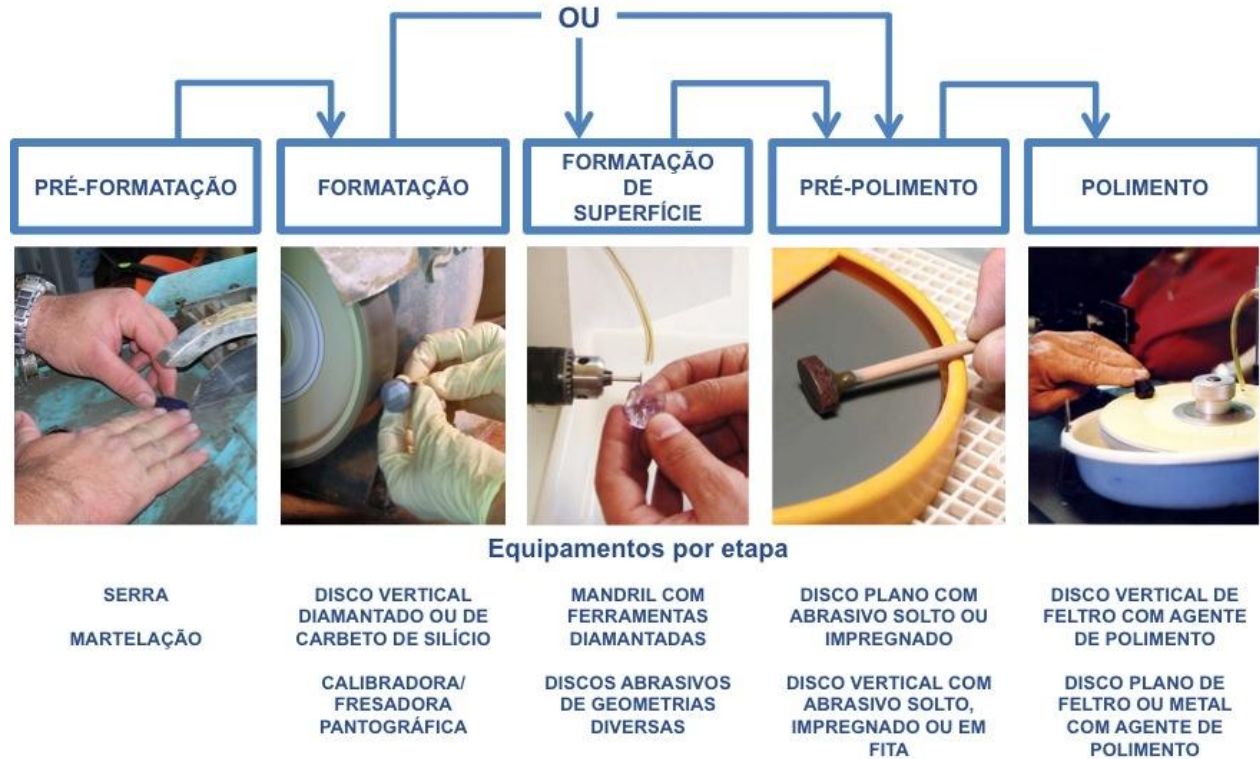 OU
PRÉ-FORMATAÇÃO
FORMATAÇÃO
FORMATAÇÃO
DE
SUPERFÍCIE
PRÉ-POLIMENTO
POLIMENTO
Equipamentos por etapa
SERRA
MARTELAÇÃO
DISCO VERTICAL
DIAMANTADO OU DE
CARBETO DE SILÍCIO
CALIBRADORA/
FRESADORA
PANTOGRÁFICA
MANDRIL COM
FERRAMENTAS
DIAMANTADAS
DISCOS ABRASIVOS
DE GEOMETRIAS
DIVERSAS
DISCO PLANO COM
ABRASIVO SOLTO OU
IMPREGNADO
DISCO VERTICAL COM
ABRASIVO SOLTO,
IMPREGNADO OU EM
FITA
DISCO VERTICAL DE
FELTRO COM AGENTE
DE POLIMENTO
DISCO PLANO DE
FELTRO OU METAL
COM AGENTE DE
POLIMENTO